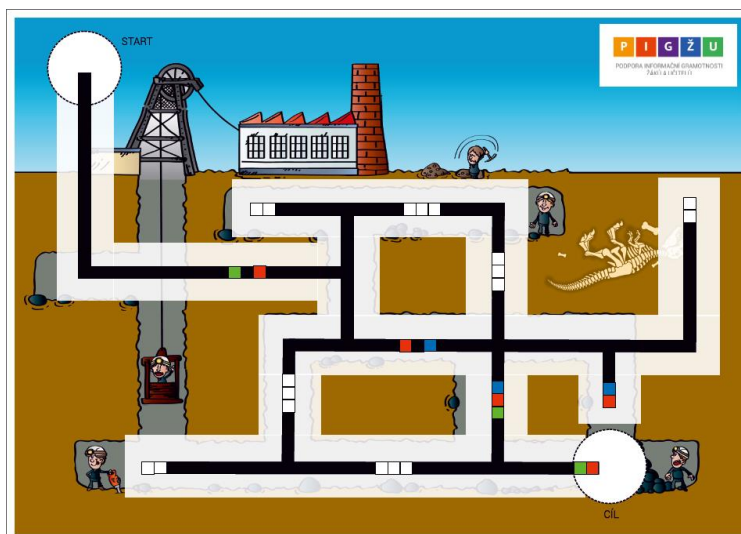 START
P I G Ž U
PODPORA INFORMAČNÍ GRAMOTNOSTI
ŽÁKŮ A UČITELŮ
CÍL